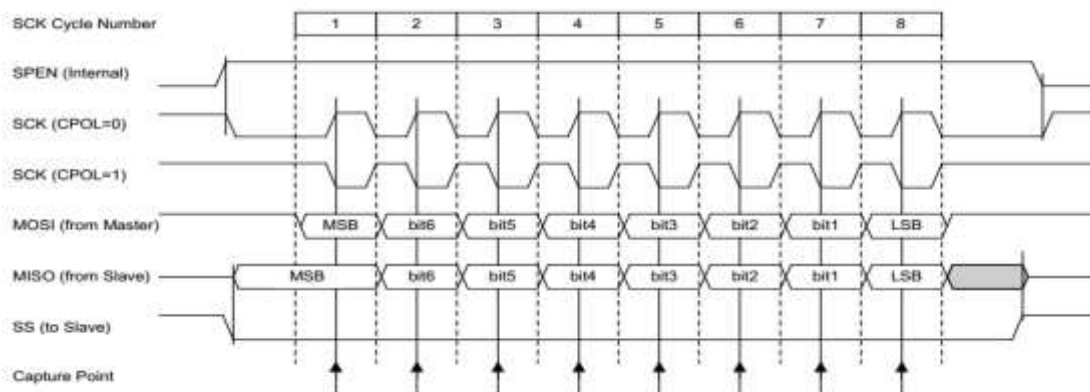 SCK Cycle Number 1 2 3 4 5 6 7 8
SPEN (Internal)
SCK (CPOL=0)
SCK (CPOL=1)
MOSI (from Master) MSB bit6 bit5 bit4 bit3 bit2 bit1 LSB
MISO (from Slave) MSB bit6 bit5 bit4 bit3 bit2 bit1 LSB
SS (to Slave)
Capture Point